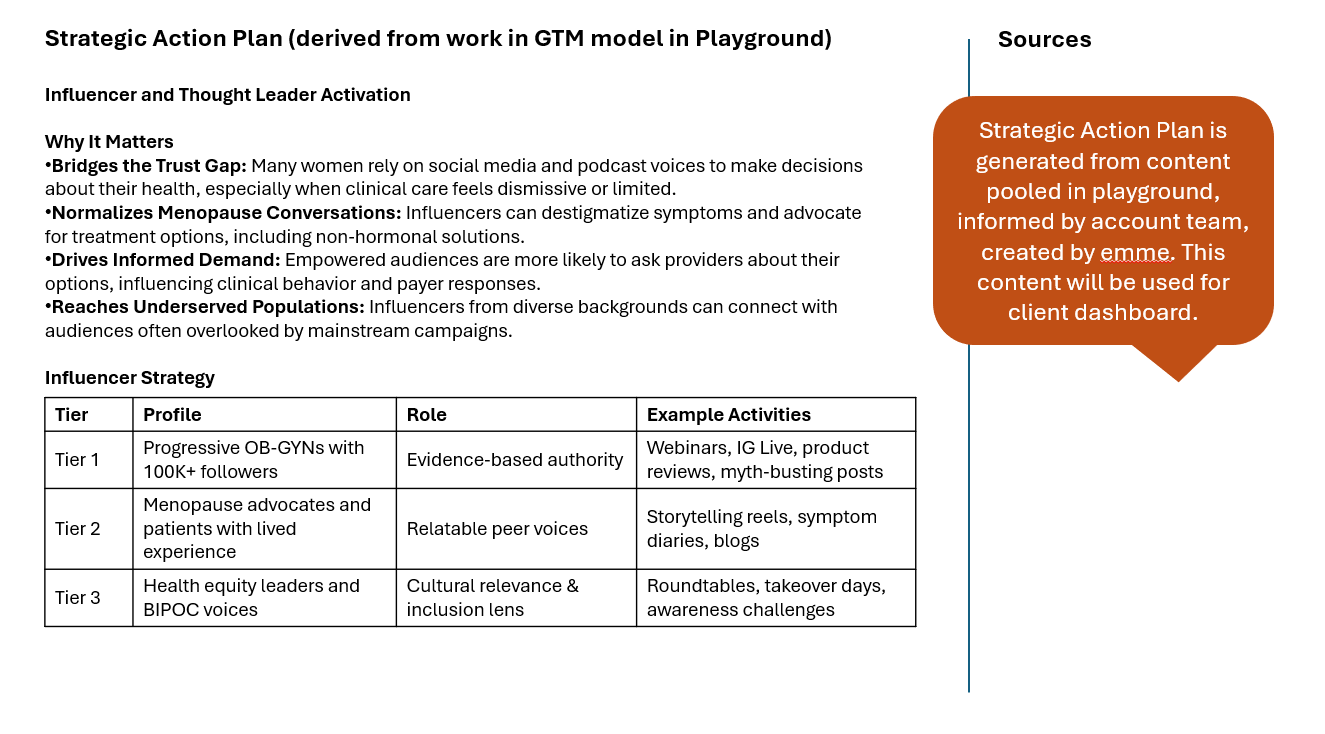 Strategic Action Plan (derived from work in GTM model in Playground)
Influencer and Thought Leader Activation
Why It Matters
•Bridges the Trust Gap: Many women rely on social media and podcast voices to make decisions
about their health, especially when clinical care feels dismissive or limited.
•Normalizes Menopause Conversations: Influencers can destigmatize symptoms and advocate
for treatment options, including non-hormonal solutions.
•Drives Informed Demand: Empowered audiences are more likely to ask providers about their
options, influencing clinical behavior and payer responses.
•Reaches Underserved Populations: Influencers from diverse backgrounds can connect with
audiences often overlooked by mainstream campaigns.
Influencer Strategy
Tier Profile Role Example Activities
Tier 1
Progressive OB-GYNs with
100K+ followers
Evidence-based authority
Webinars, IG Live, product
reviews, myth-busting posts
Tier 2
Menopause advocates and
patients with lived
experience
Relatable peer voices
Storytelling reels, symptom
diaries, blogs
Tier 3
Health equity leaders and
BIPOC voices
Cultural relevance &
inclusion lens
Roundtables, takeover days,
awareness challenges
Sources
Strategic Action Plan is
generated from content
pooled in playground,
informed by account team,
created by emme. This
content will be used for
client dashboard.